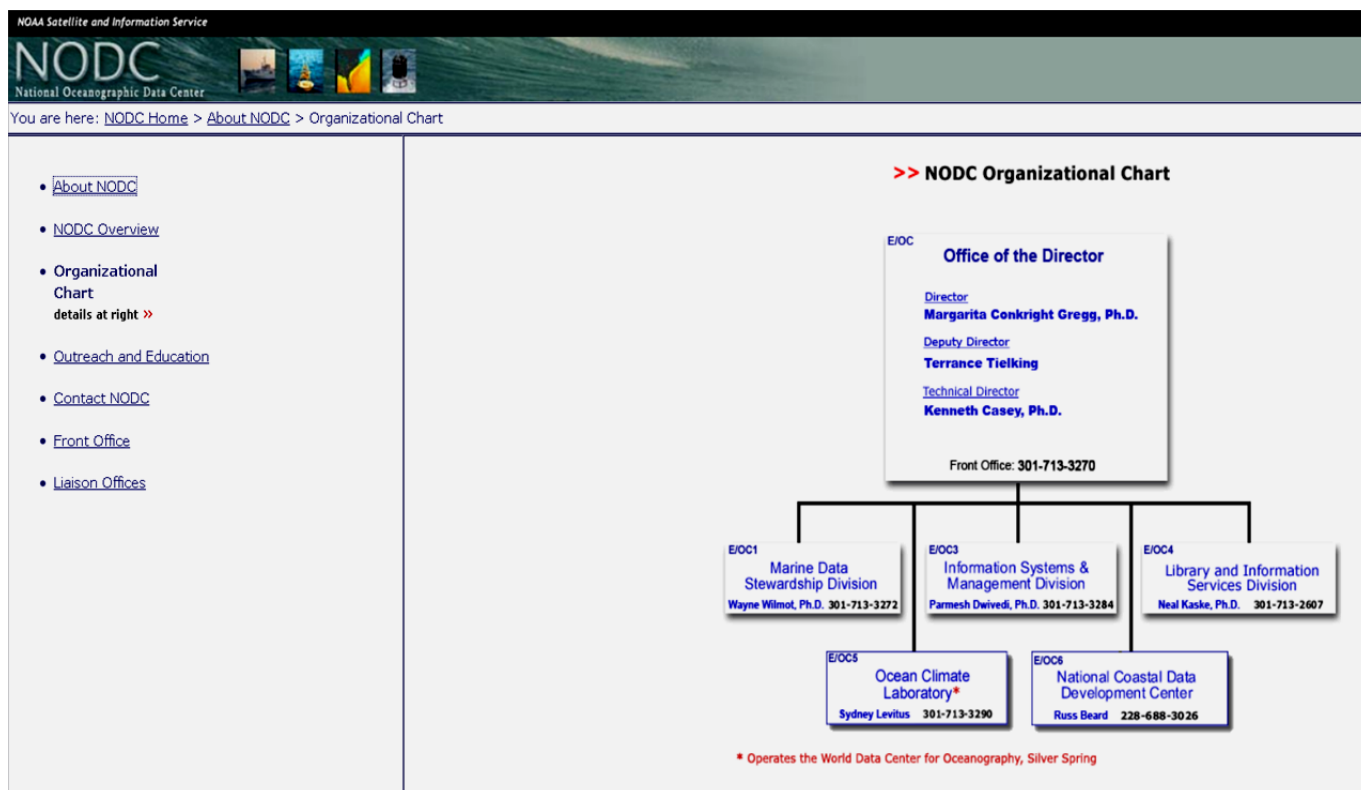 NOAA Satellite and Information Service
NODC
National Oceanographic Data Center
You are here: NODC Home > About NODC > Organizational Chart
• About NODC
• NODC Overview
• Organizational
Chart
details at right »
• Outreach and Education
• Contact NODC
• Front Office
• Liaison Offices
>> NODC Organizational Chart
E/OC
Office of the Director
Director
Margarita Conkright Gregg, Ph.D.
Deputy Director
Terrance Tielking
Technical Director
Kenneth Casey, Ph.D.
Front Office: 301-713-3270
E/OC1
Marine Data
Stewardship Division
Wayne Wilmot, Ph.D. 301-713-3272
E/OC3
Information Systems &
Management Division
Parmesh Dwivedi, Ph.D. 301-713-3284
E/OC4
Library and Information
Services Division
Neal Kaske, Ph.D. 301-713-2607
E/OC5
Ocean Climate
Laboratory*
Sydney Levitus 301-713-3290
E/OC6
National Coastal Data
Development Center
Russ Beard 228-688-3026
* Operates the World Data Center for Oceanography, Silver Spring